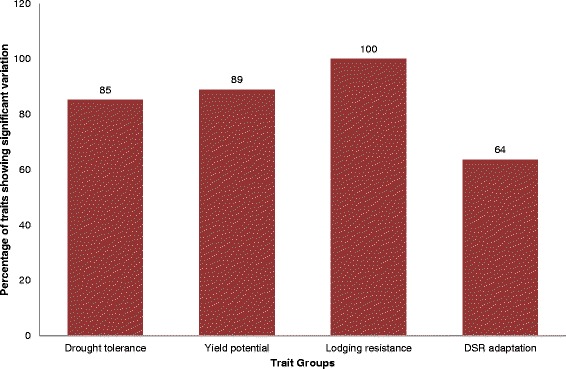 Percentage of traits showing significant variation
120
100
80
60
40
20
0
85
89
100
64
Drought tolerance
Yield potential
Lodging resistance
DSR adaptation
Trait Groups